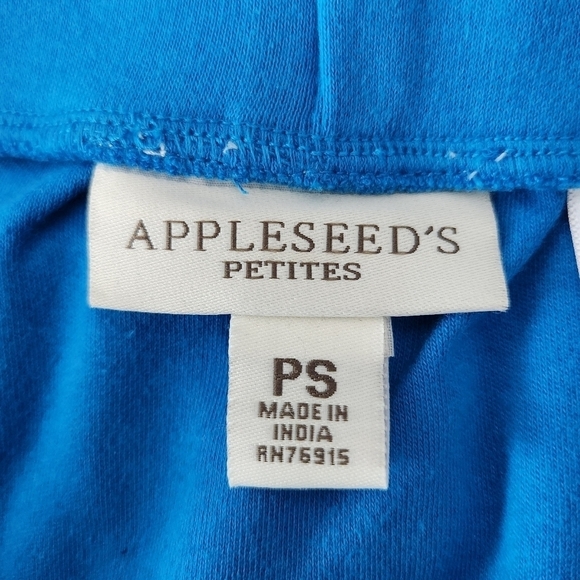 APPLESEED'S
PETITES
PS
MADE IN
INDIA
RN76915